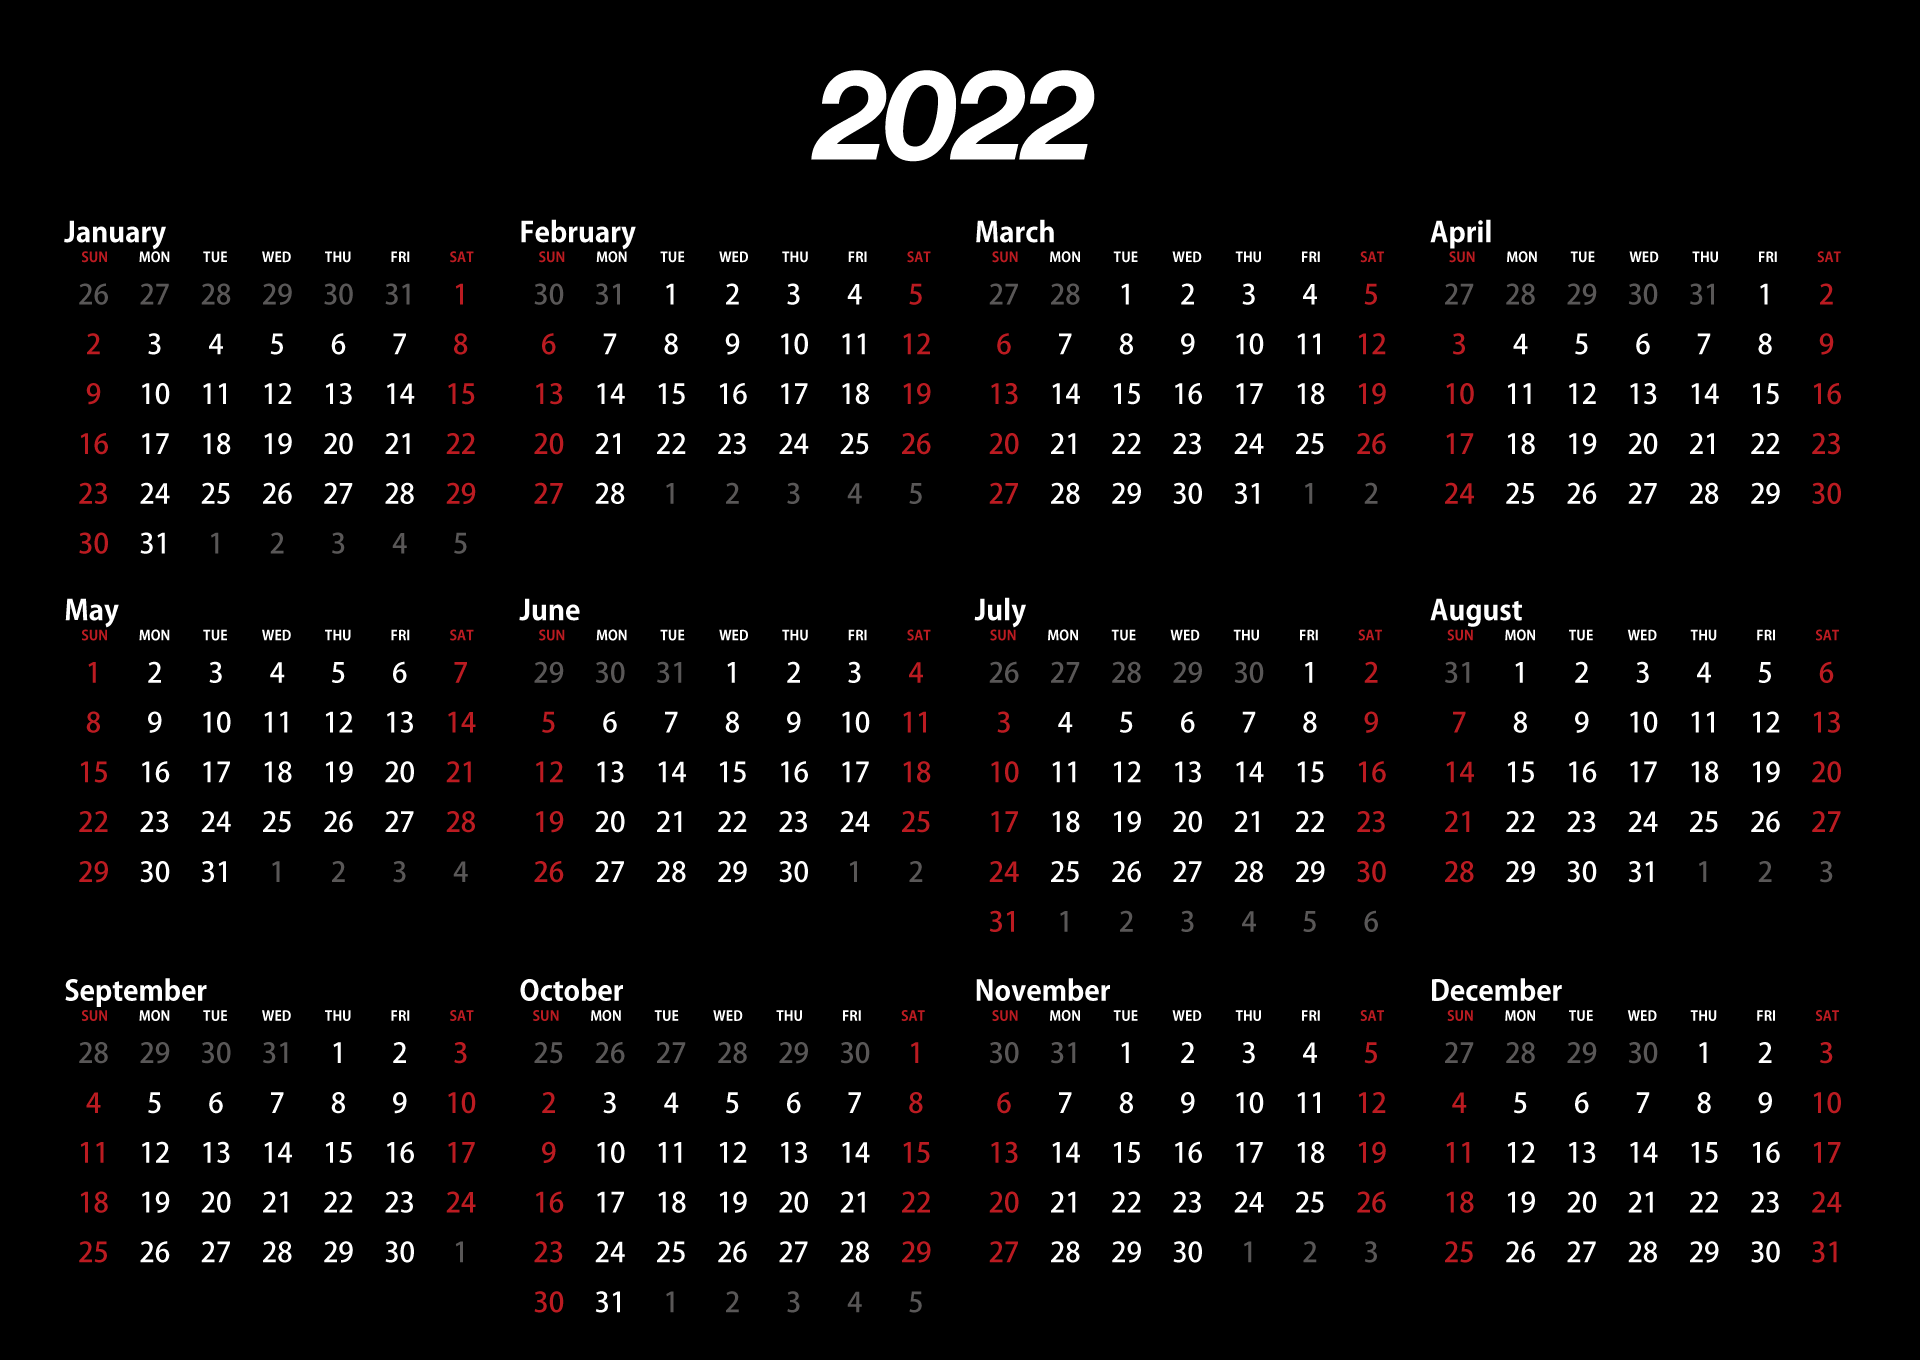 2022
January February March April
SUN MON TUE WED THU FRI SAT SUN MON TUE WED THU FRI SAT SUN MON TUE WED THU FRI SAT SUN MON TUE WED THU FRI SAT
26 27 28 29 30 31 1 30 31 1 2 3 4 5 27 28 1 2 3 4 5 27 28 29 30 31 1 2
2 3 4 5 6 7 8 6 7 8 9 10 11 12 6 7 8 9 10 11 12 3 4 5 6 7 8 9
9 10 11 12 13 14 15 13 14 15 16 17 18 19 13 14 15 16 17 18 19 10 11 12 13 14 15 16
16 17 18 19 20 21 22 20 21 22 23 24 25 26 20 21 22 23 24 25 26 17 18 19 20 21 22 23
23 24 25 26 27 28 29 27 28 1 2 3 4 5 27 28 29 30 31 1 2 24 25 26 27 28 29 30
30 31 1 2 3 4 5
May June July August
SUN MON TUE WED THU FRI SAT SUN MON TUE WED THU FRI SAT SUN MON TUE WED THU FRI SAT SUN MON TUE WED THU FRI SAT
1 2 3 4 5 6 7 29 30 31 1 2 3 4 26 27 28 29 30 1 2 31 1 2 3 4 5 6
8 9 10 11 12 13 14 5 6 7 8 9 10 11 3 4 5 6 7 8 9 7 8 9 10 11 12 13
15 16 17 18 19 20 21 12 13 14 15 16 17 18 10 11 12 13 14 15 16 14 15 16 17 18 19 20
22 23 24 25 26 27 28 19 20 21 22 23 24 25 17 18 19 20 21 22 23 21 22 23 24 25 26 27
29 30 31 1 2 3 4 26 27 28 29 30 1 2 24 25 26 27 28 29 30 28 29 30 31 1 2 3
31 1 2 3 4 5 6
September October November December
SUN MON TUE WED THU FRI SAT SUN MON TUE WED THU FRI SAT SUN MON TUE WED THU FRI SAT SUN MON TUE WED THU FRI SAT
28 29 30 31 1 2 3 25 26 27 28 29 30 1 30 31 1 2 3 4 5 27 28 29 30 1 2 3
4 5 6 7 8 9 10 2 3 4 5 6 7 8 6 7 8 9 10 11 12 4 5 6 7 8 9 10
11 12 13 14 15 16 17 9 10 11 12 13 14 15 13 14 15 16 17 18 19 11 12 13 14 15 16 17
18 19 20 21 22 23 24 16 17 18 19 20 21 22 20 21 22 23 24 25 26 18 19 20 21 22 23 24
25 26 27 28 29 30 1 23 24 25 26 27 28 29 27 28 29 30 1 2 3 25 26 27 28 29 30 31
30 31 1 2 3 4 5